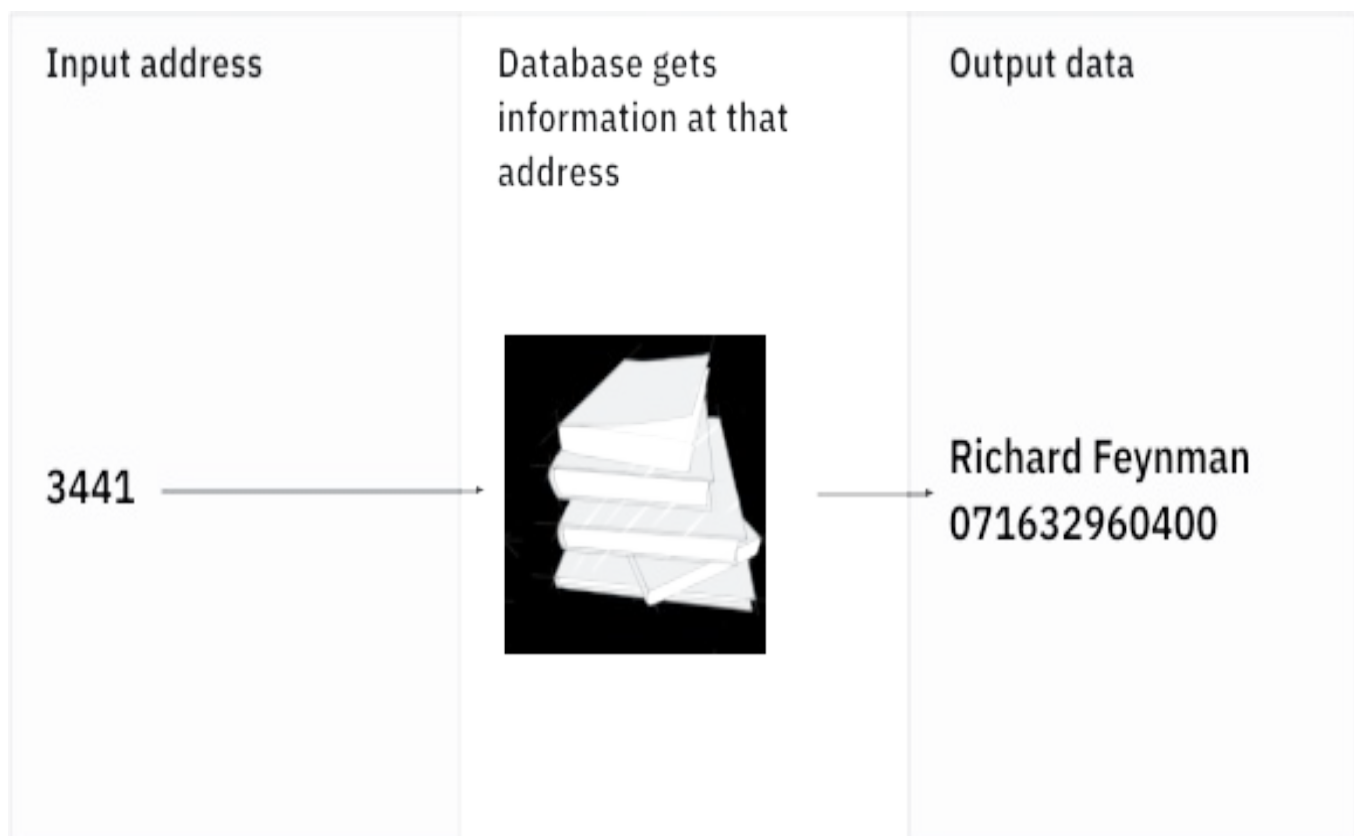 Input address
Database gets
information at that
address
Output data
3441
Richard Feynman
071632960400